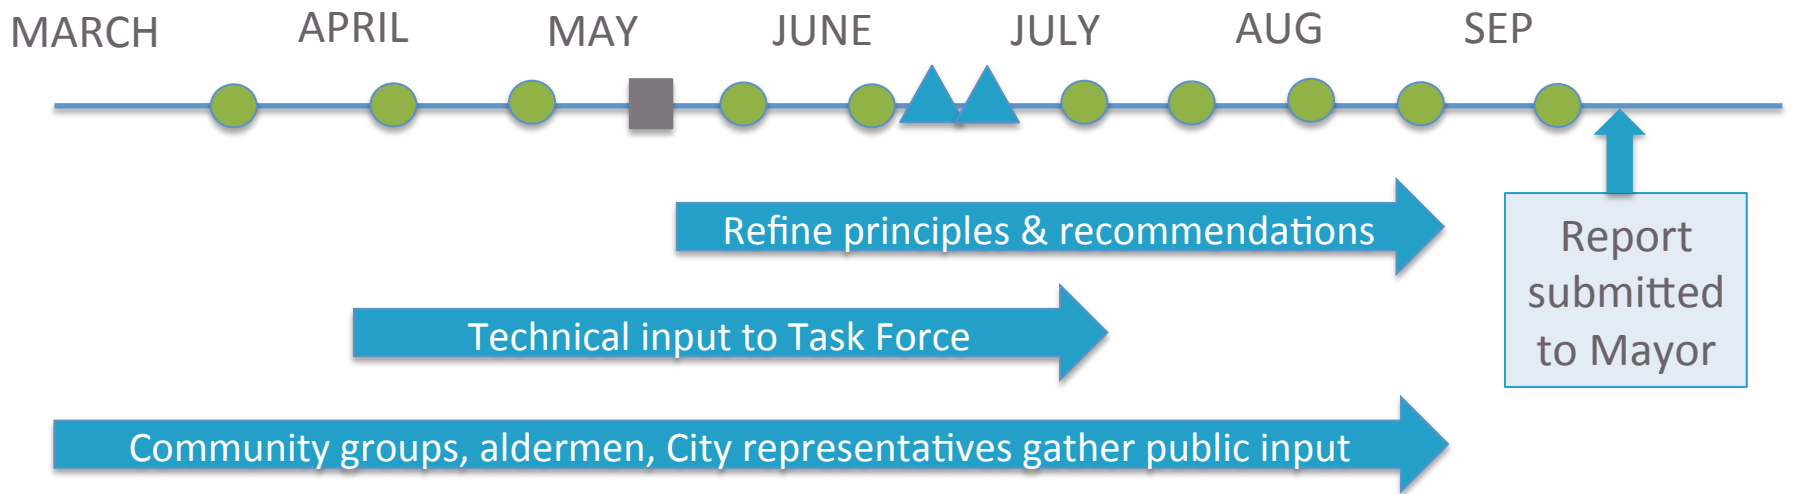 MARCH APRIL MAY JUNE JULY AUG SEP
Refine principles & recommendations
Technical input to Task Force
Community groups, aldermen, City representatives gather public input
Report
submitted
to Mayor